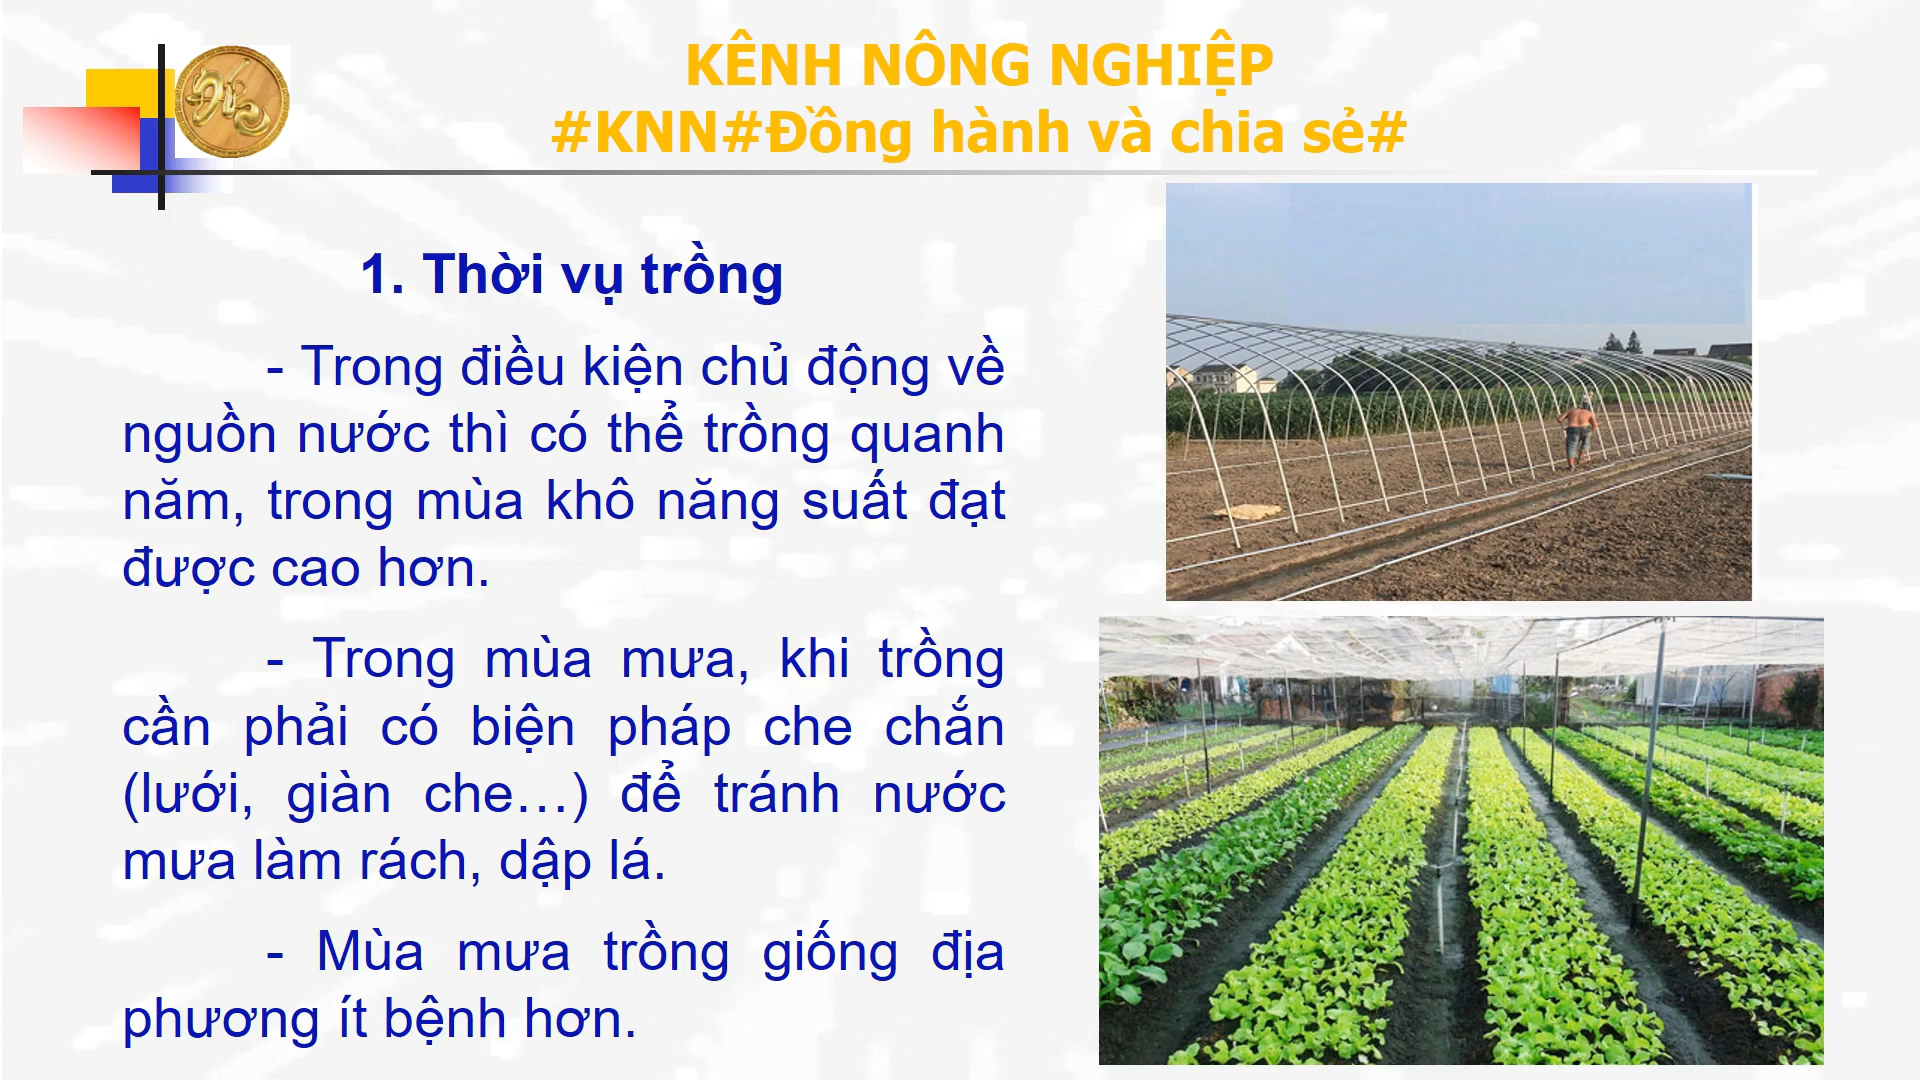 KÊNH NÔNG NGHIỆP
#KNN#Đồng hành và chia sẻ#
1. Thời vụ trồng
- Trong điều kiện chủ động về
nguồn nước thì có thể trồng quanh
năm, trong mùa khô năng suất đạt
được cao hơn.
- Trong mùa mưa, khi trồng
cần phải có biện pháp che chắn
(lưới, giàn che…) để tránh nước
mưa làm rách, dập lá.
- Mùa mưa trồng giống địa
phương ít bệnh hơn.